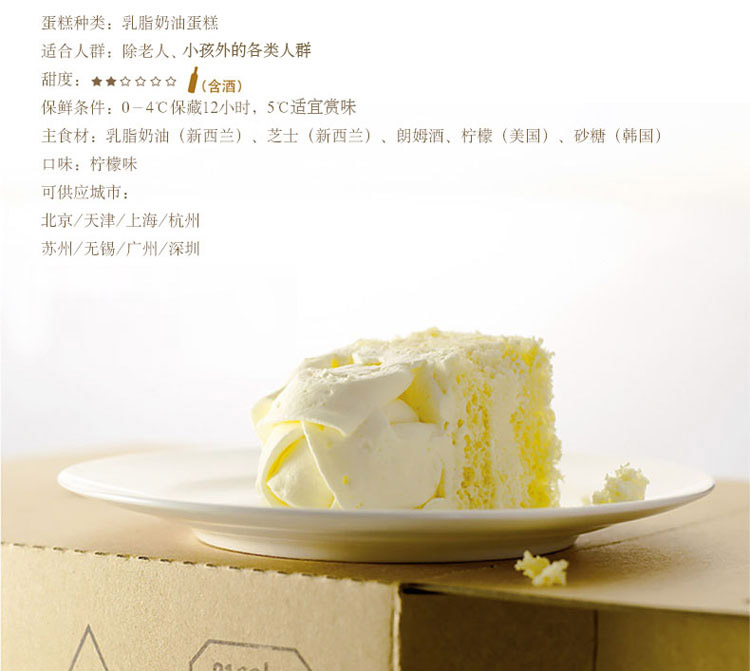 蛋糕种类：乳脂奶油蛋糕
适合人群：除老人、小孩外的各类人群
甜度：★★☆☆☆☆ （含酒）
保鲜条件：0-4℃保藏12小时，5℃适宜赏味
主食材：乳脂奶油（新西兰）、芝士（新西兰）、朗姆酒、柠檬（美国）、砂糖（韩国）
口味：柠檬味
可供应城市：
北京/天津/上海/杭州
苏州/无锡/广州/深圳